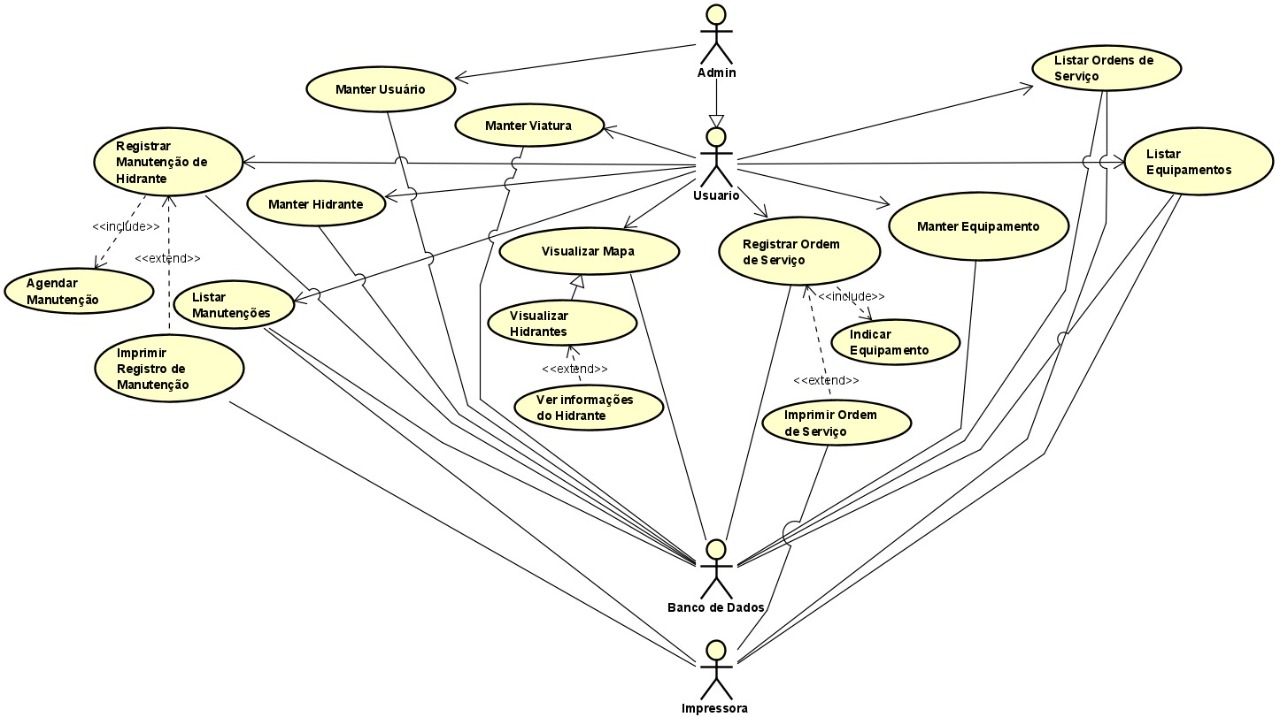 Admin
Listar Ordens de
Serviço
Manter Usuário
Manter Viatura
Registrar
Manutenção de
Hidrante
Listar
Equipamentos
Usuario
Manter Hidrante
Manter Equipamento
<<include>>
Visualizar Mapa
Registrar Ordem
de Serviço
<<extend>>
Agendar
Manutenção
Listar
Manutenções
<<include>>
Visualizar
Hidrantes
Indicar
Equipamento
Imprimir
Registro de
Manutenção
<<extend>>
<<extend>>
Ver informações
do Hidrante
Imprimir Ordem
de Serviço
Banco de Dados
Impressora